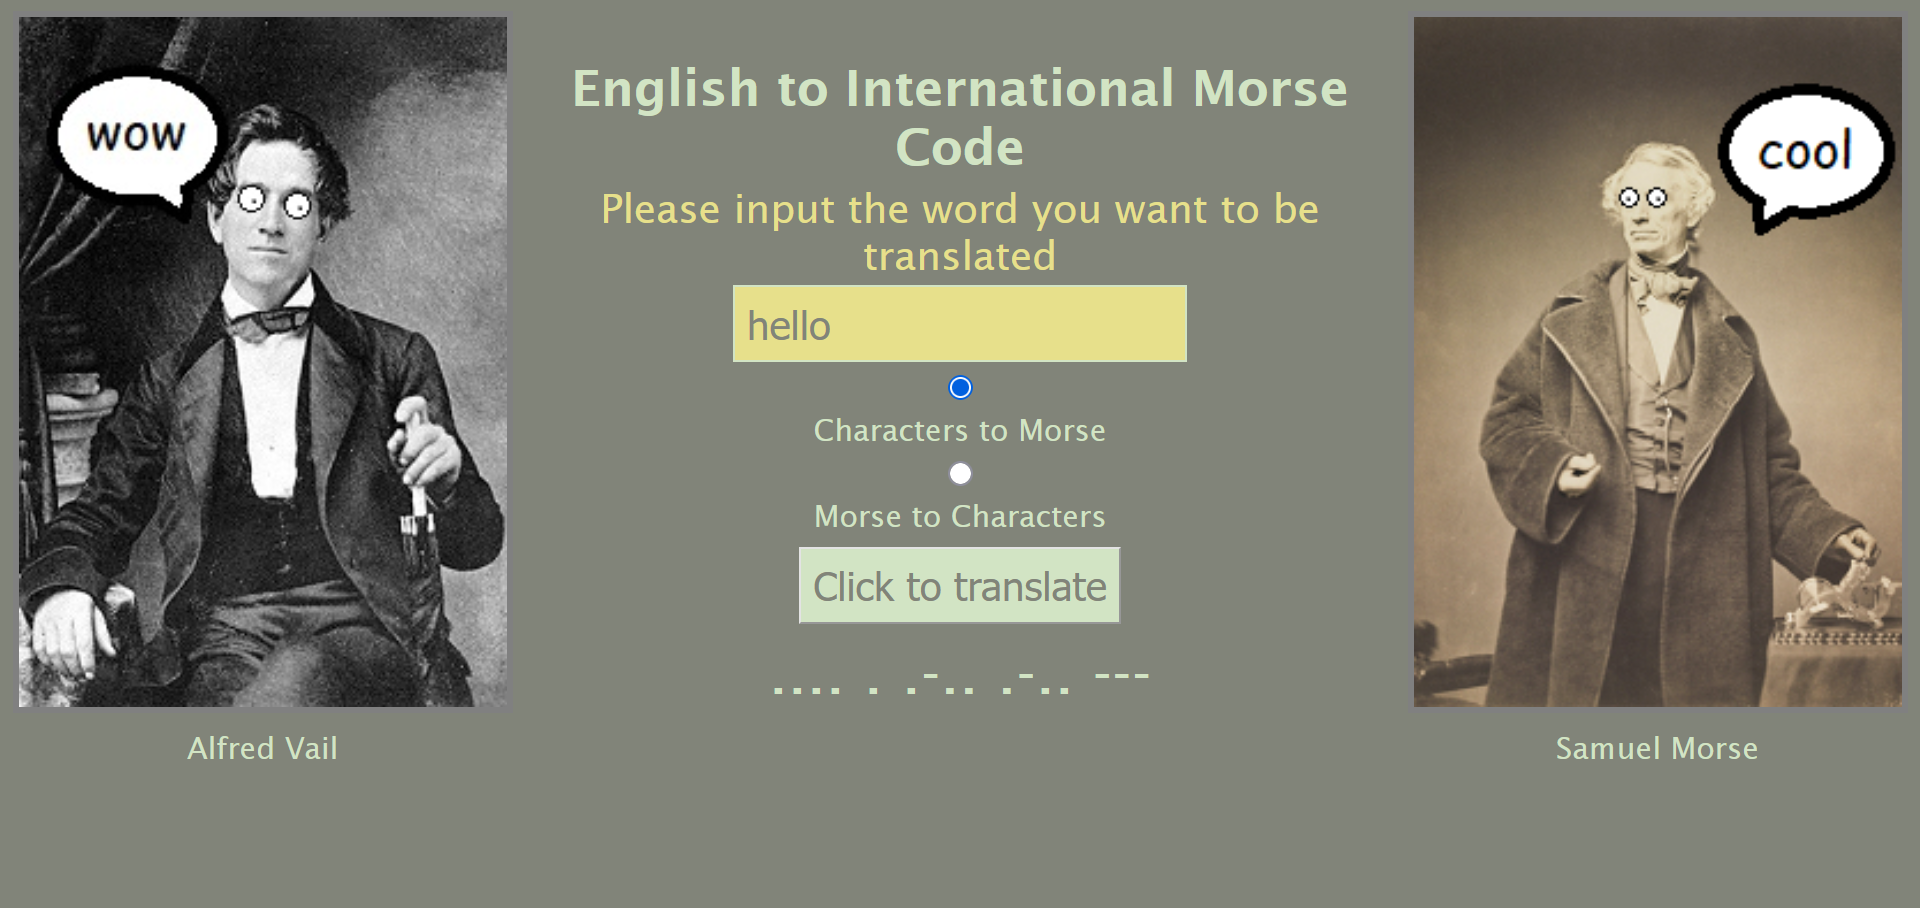 wow
English to International Morse
Code
Please input the word you want to be
translated
hello
Characters to Morse
Morse to Characters
Click to translate
.... . .-.. .-.. ---
cool
Alfred Vail
Samuel Morse